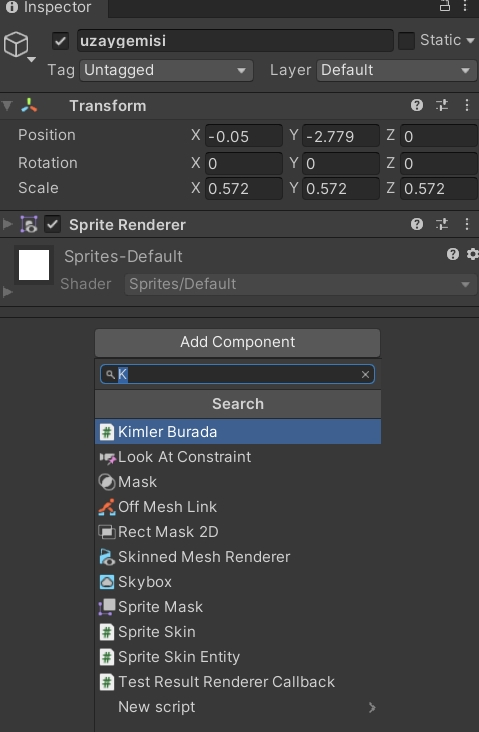 Inspector
uzaygemisi
Static
Tag Untagged Layer Default
Transform
Position X -0.05 Y -2.779 Z 0
Rotation X 0 Y 0 Z 0
Scale X 0.572 Y 0.572 Z 0.572
Sprite Renderer
Sprites-Default
Shader Sprites/Default
Add Component
K
Search
Kimler Burada
Look At Constraint
Mask
Off Mesh Link
Rect Mask 2D
Skinned Mesh Renderer
Skybox
Sprite Mask
Sprite Skin
Sprite Skin Entity
Test Result Renderer Callback
New script